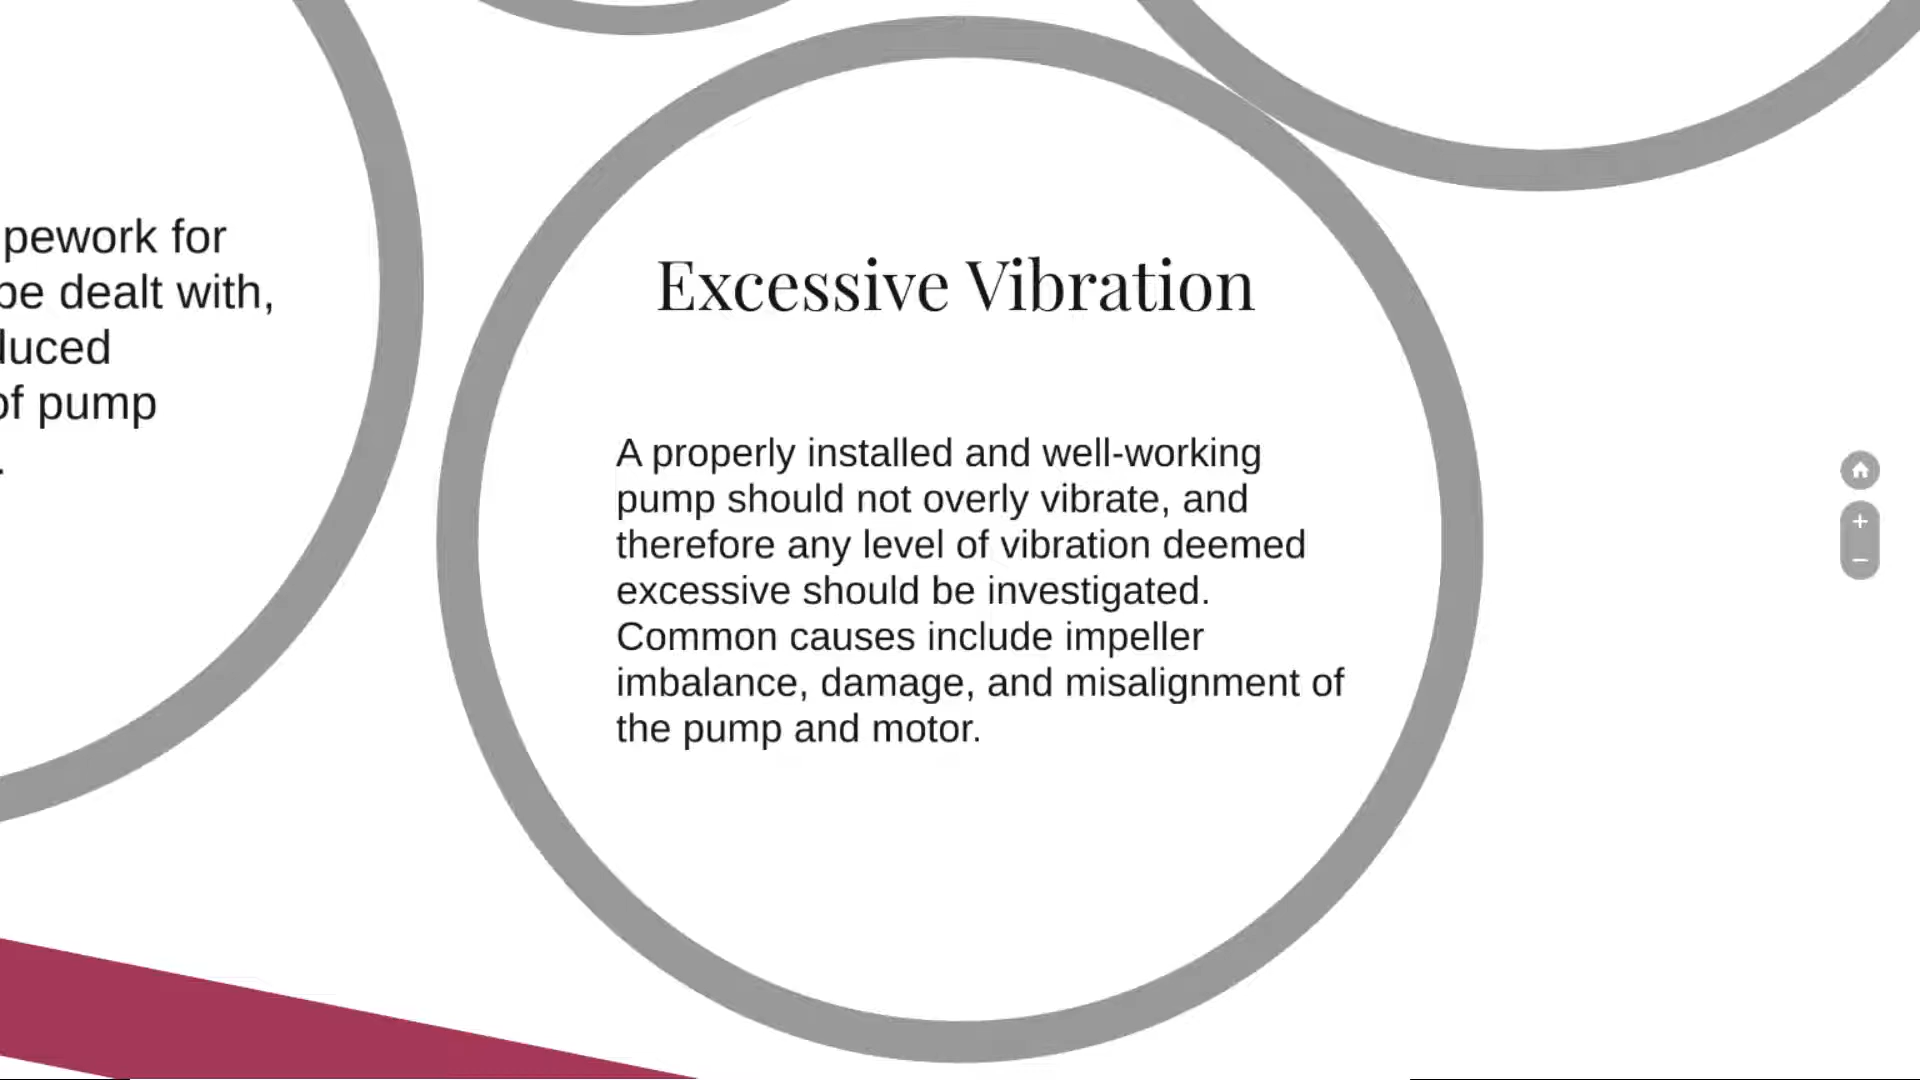 pework for
be dealt with,
duced
of pump
.
Excessive Vibration
A properly installed and well-working
pump should not overly vibrate, and
therefore any level of vibration deemed
excessive should be investigated.
Common causes include impeller
imbalance, damage, and misalignment of
the pump and motor.